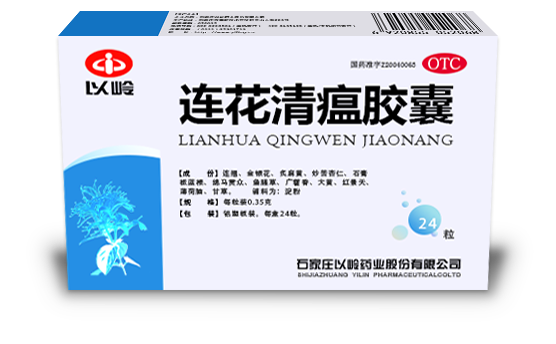 以岭
国药准字Z20040063
OTC
连花清瘟胶囊
LIANHUA QINGWEN JIAONANG
【成　份】连翘、金银花、炙麻黄、炒苦杏仁、石膏
板蓝根、绵马贯众、鱼腥草、广藿香、大黄、红景天、
薄荷脑、甘草。　辅料为：淀粉
【规　格】每粒装0.35克
【包　装】铝塑板装，每盒24粒。
24粒
石家庄以岭药业股份有限公司
SHIJIAZHUANG YILIN PHARMACEUTICALCOLTD